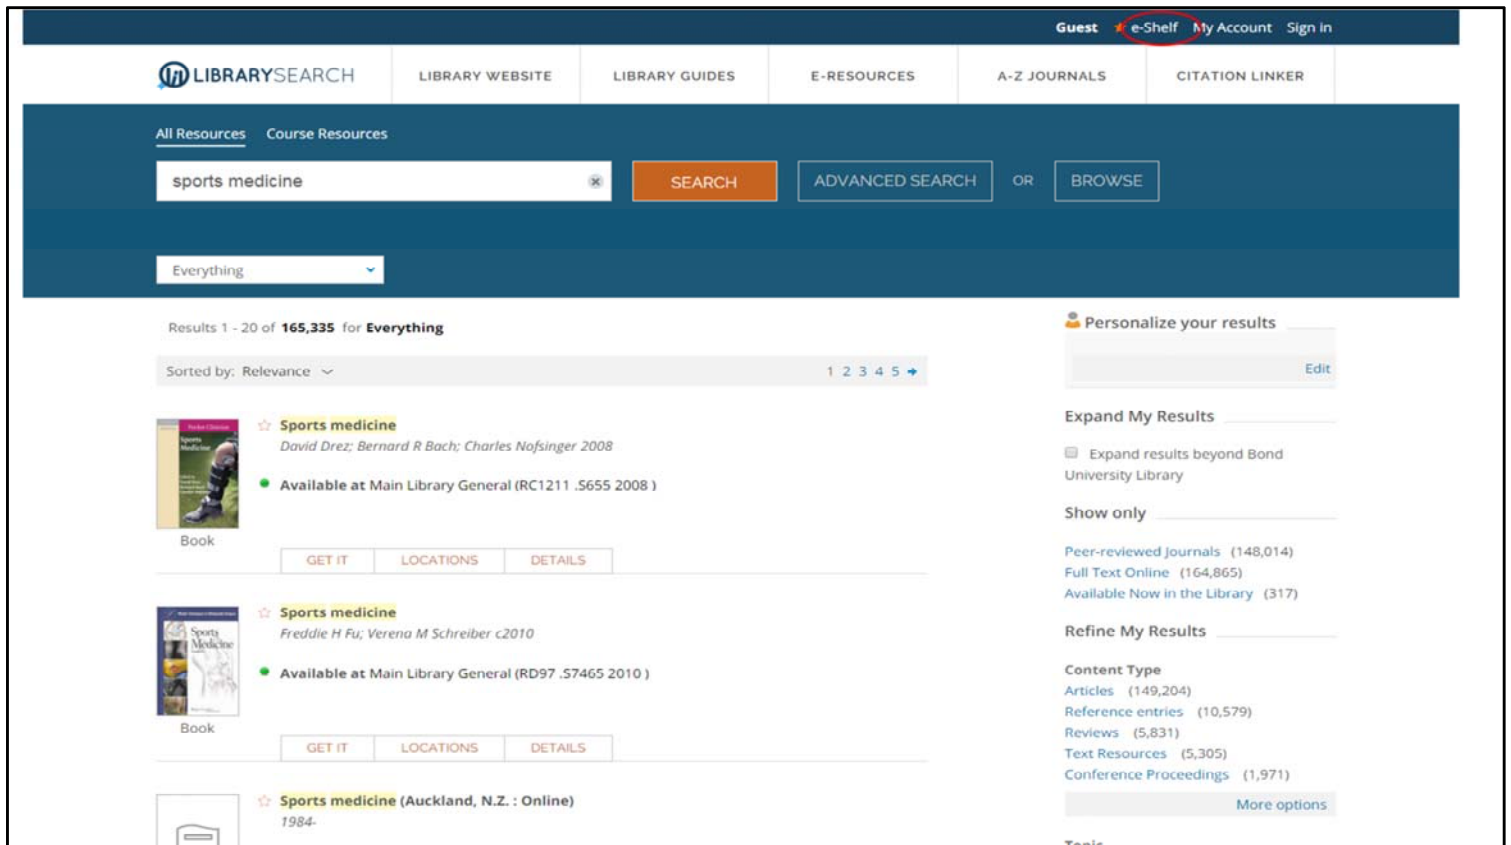 Guest e-Shelf My Account Sign in
LIBRARYSEARCH LIBRARY WEBSITE LIBRARY GUIDES E-RESOURCES A-Z JOURNALS CITATION LINKER
All Resources Course Resources
sports medicine SEARCH ADVANCED SEARCH OR BROWSE
Everything
Results 1 - 20 of 165,335 for Everything
Sorted by: Relevance 1 2 3 4 5
Sports medicine
David Drez; Bernard R Bach; Charles Nofsinger 2008
Available at Main Library General (RC1211 .S655 2008 )
Sports
Medicine
Book
GET IT LOCATIONS DETAILS
Sports medicine
Freddie H Fu; Verena M Schreiber c2010
Available at Main Library General (RD97 .S7465 2010 )
Sports
Medicine
Book
GET IT LOCATIONS DETAILS
Sports medicine (Auckland, N.Z. : Online)
1984-
Personalize your results
Edit
Expand My Results
Expand results beyond Bond
University Library
Show only
Peer-reviewed Journals (148,014)
Full Text Online (164,865)
Available Now in the Library (317)
Refine My Results
Content Type
Articles (149,204)
Reference entries (10,579)
Reviews (5,831)
Text Resources (5,305)
Conference Proceedings (1,971)
More options